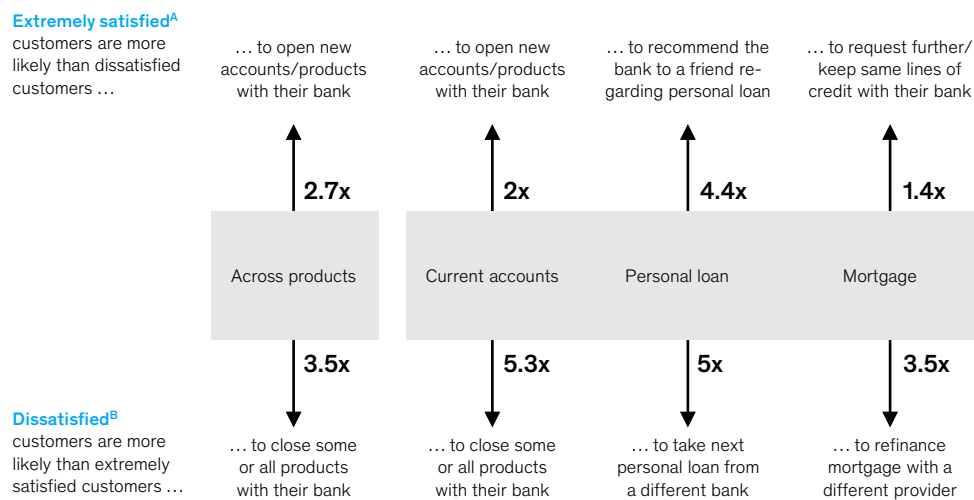 Extremely satisfiedA
customers are more
likely than dissatisfied
customers …
… to open new
accounts/products
with their bank
… to open new
accounts/products
with their bank
… to recommend the
bank to a friend re-
garding personal loan
… to request further/
keep same lines of
credit with their bank
2.7x
2x
4.4x
1.4x
Across products
Current accounts
Personal loan
Mortgage
3.5x
5.3x
5x
3.5x
DissatisfiedB
customers are more
likely than extremely
satisfied customers …
… to close some
or all products
with their bank
… to close some
or all products
with their bank
… to take next
personal loan from
a different bank
… to refinance
mortgage with a
different provider